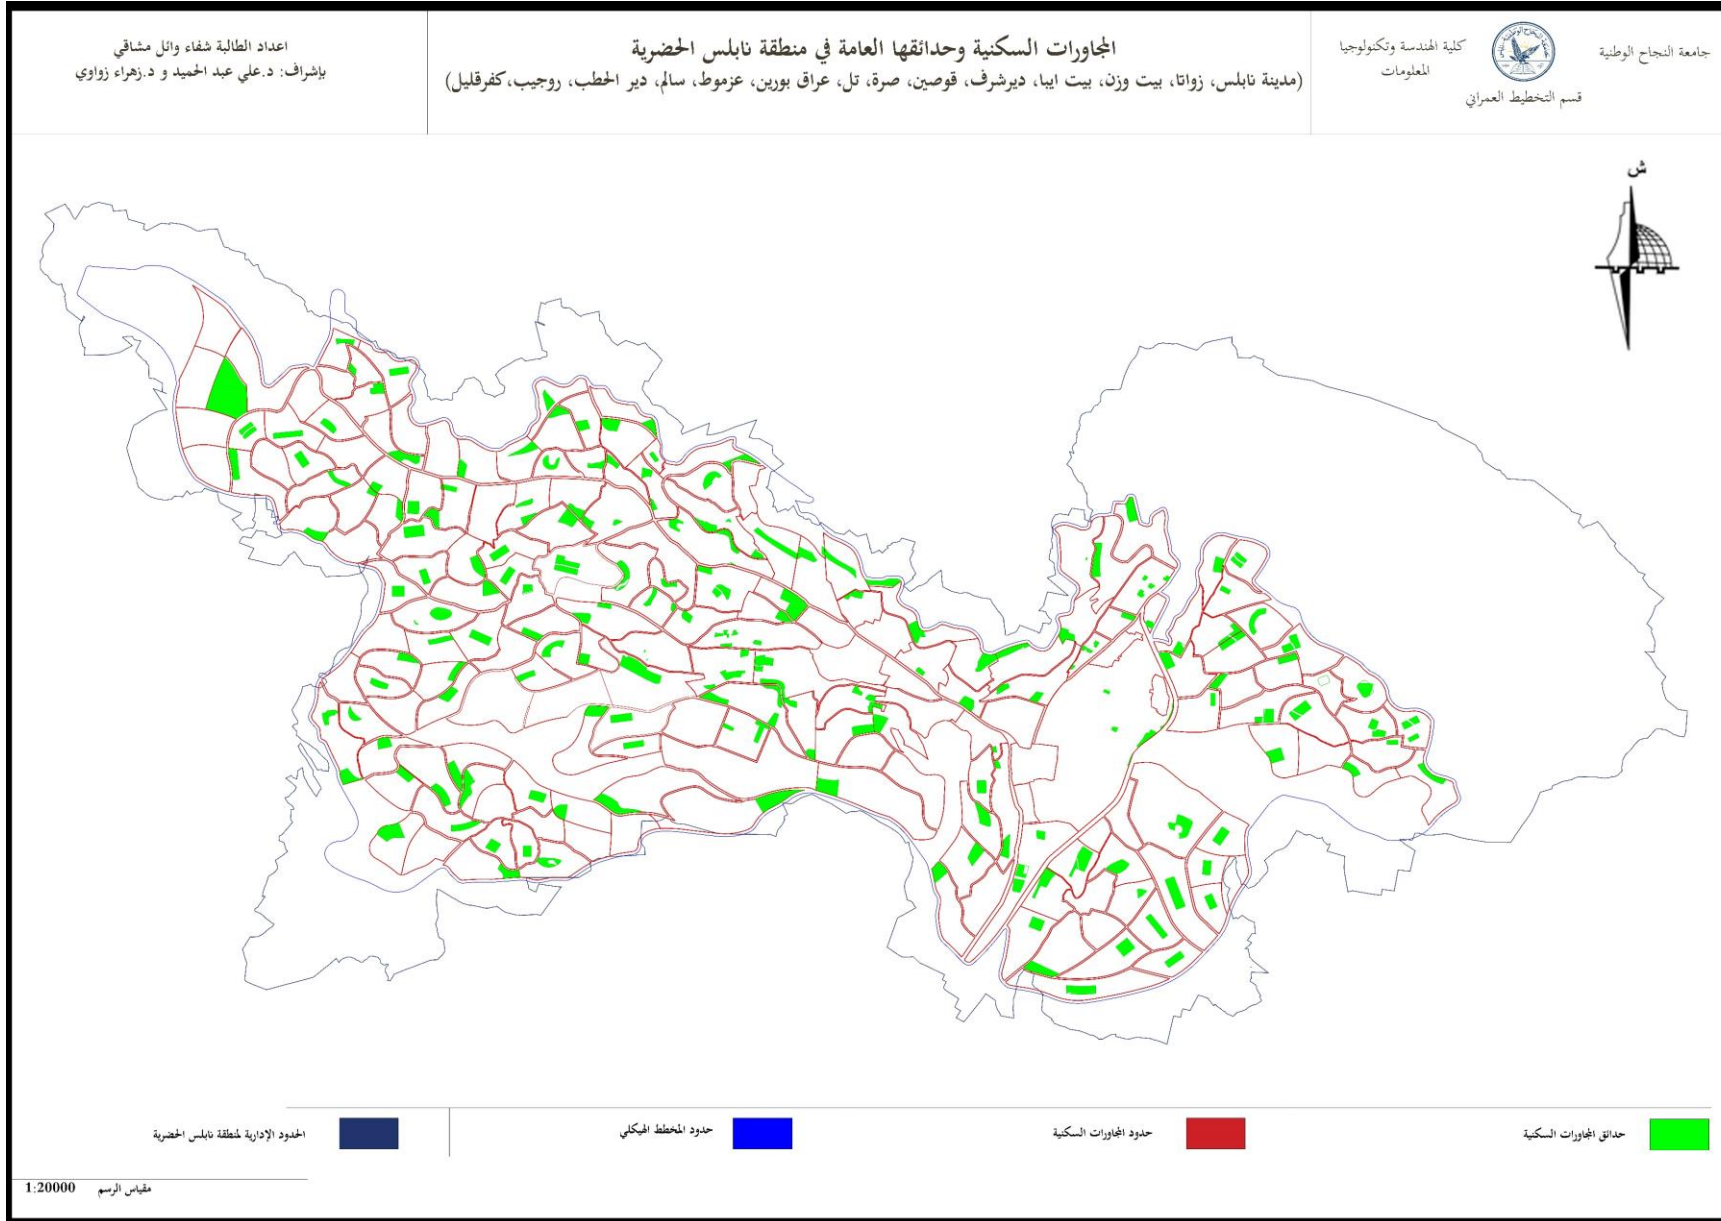 جامعة النجاح الوطنية
كلية الهندسة وتكنولوجيا
المعلومات
قسم التخطيط العمراني
المجاورات السكنية وحدائقها العامة في منطقة نابلس الحضرية
(مدينة نابلس، زواتا، بيت وزن، بيت ايبا، ديرشرف، قوصين، صرة، تل، عراق بورين، عزموط، سالم، دير الحطب، روجيب،كفرقليل)
اعداد الطالبة شفاء وائل مشاقي
بإشراف: د.علي عبد الحميد و د.زهراء زواوي
ش
حدائق المجاورات السكنية
حدود المجاورات السكنية
حدود المخطط الهيكلي
الحدود الإدارية لمنطقة نابلس الحضرية
مقياس الرسم 1:20000